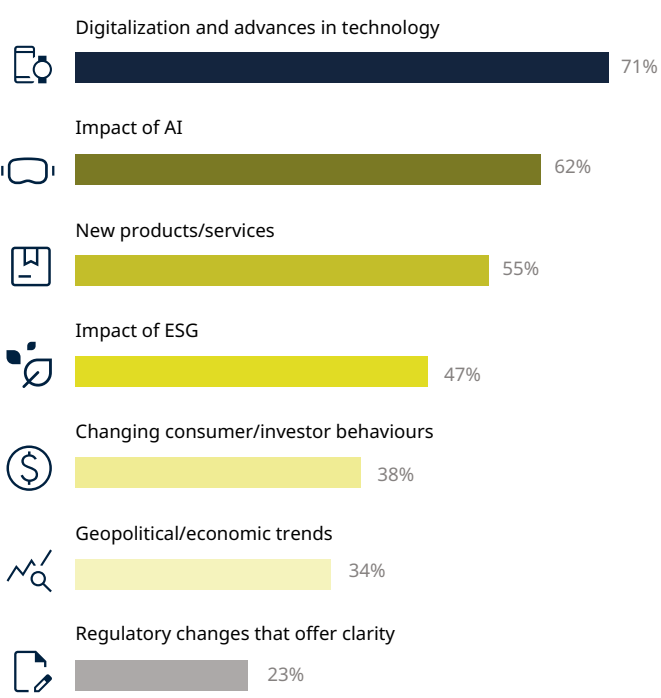 Digitalization and advances in technology
71%
Impact of AI
62%
New products/services
55%
Impact of ESG
47%
Changing consumer/investor behaviours
38%
Geopolitical/economic trends
34%
Regulatory changes that offer clarity
23%